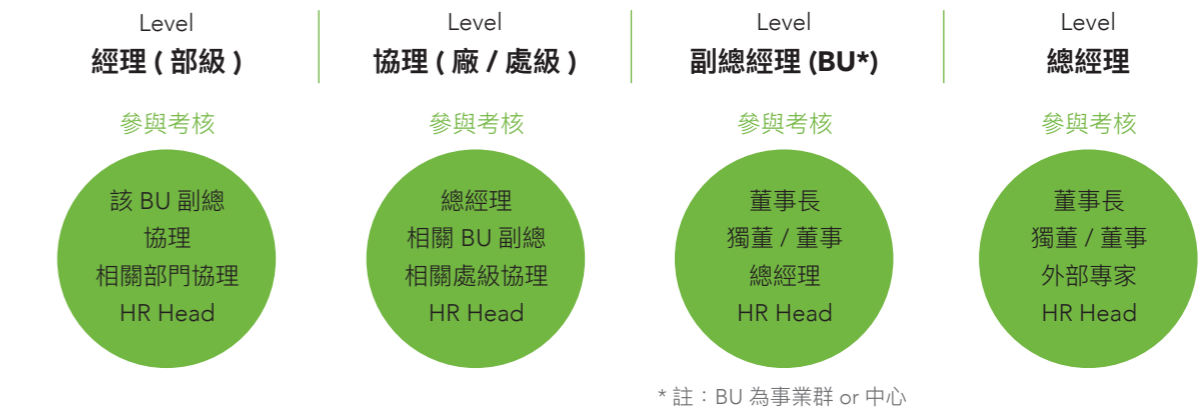 Level
經理 ( 部級 )
參與考核
該 BU 副總
協理
相關部門協理
HR Head
Level
協理 ( 廠 / 處級 )
參與考核
總經理
相關 BU 副總
相關處級協理
HR Head
Level
副總經理 (BU*)
參與考核
董事長
獨董 / 董事
總經理
HR Head
* 註：BU 為事業群 or 中心
Level
總經理
參與考核
董事長
獨董 / 董事
外部專家
HR Head